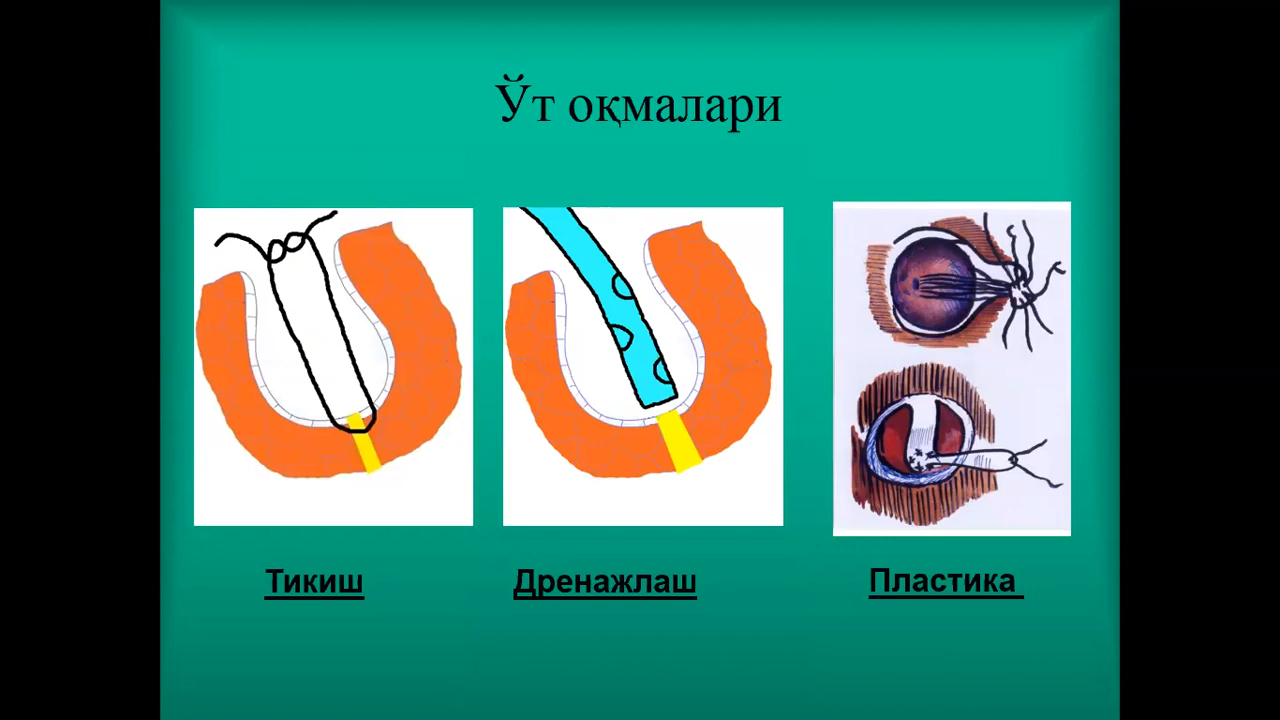 Ўт оқмалари
Тикиш
Дренажлаш
Пластика